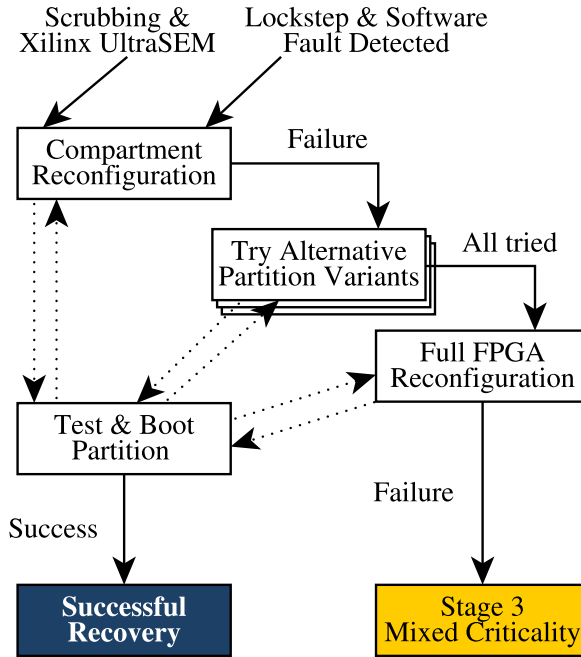 Scrubbing &
Xilinx UltraSEM
Lockstep & Software
Fault Detected
Compartment
Reconfiguration
Failure
Try Alternative
Partition Variants
All tried
Full FPGA
Reconfiguration
Test & Boot
Partition
Success
Failure
Successful
Recovery
Stage 3
Mixed Criticality